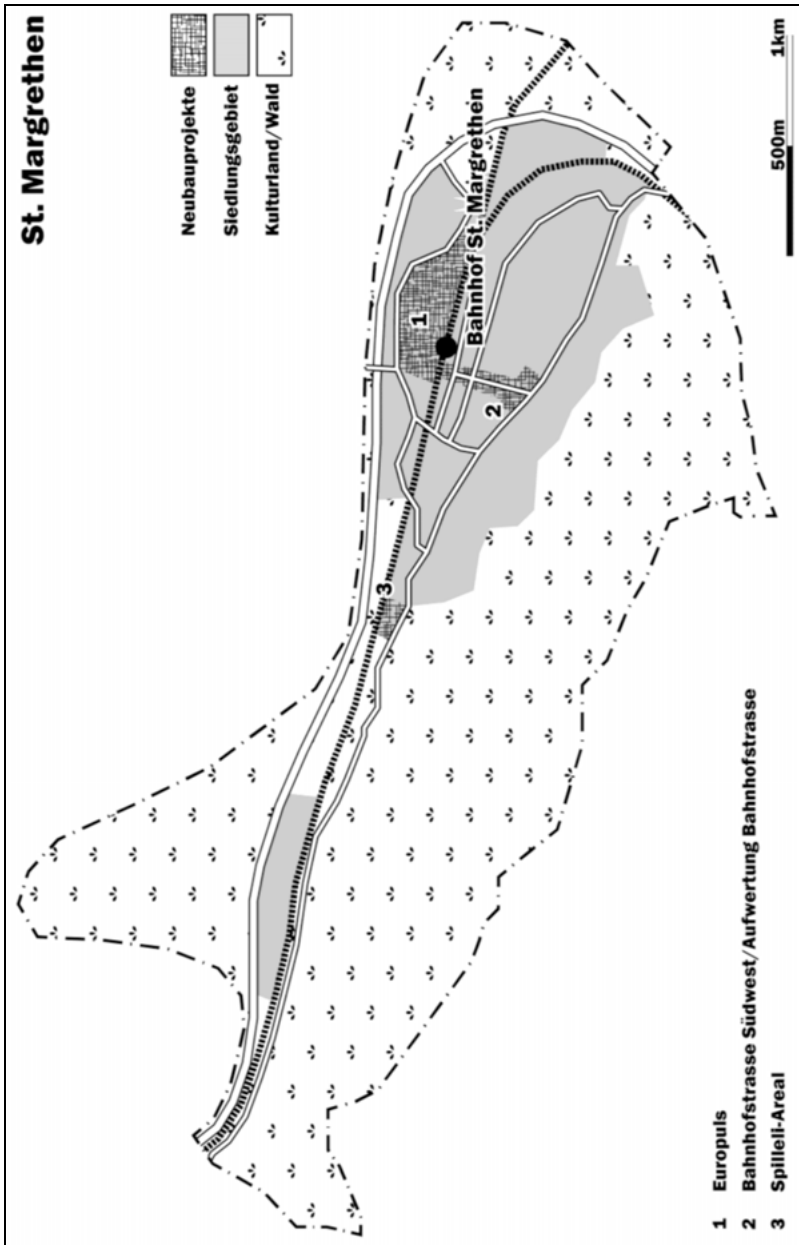 St. Margrethen
Neubauprojekte
Siedlungsgebiet
Kulturland/Wald
1
Bahnhof St. Margrethen
2
3
500m
1km
1 Europuls
2 Bahnhofstrasse Südwest/Aufwertung Bahnhofstrasse
3 Spilleli-Areal